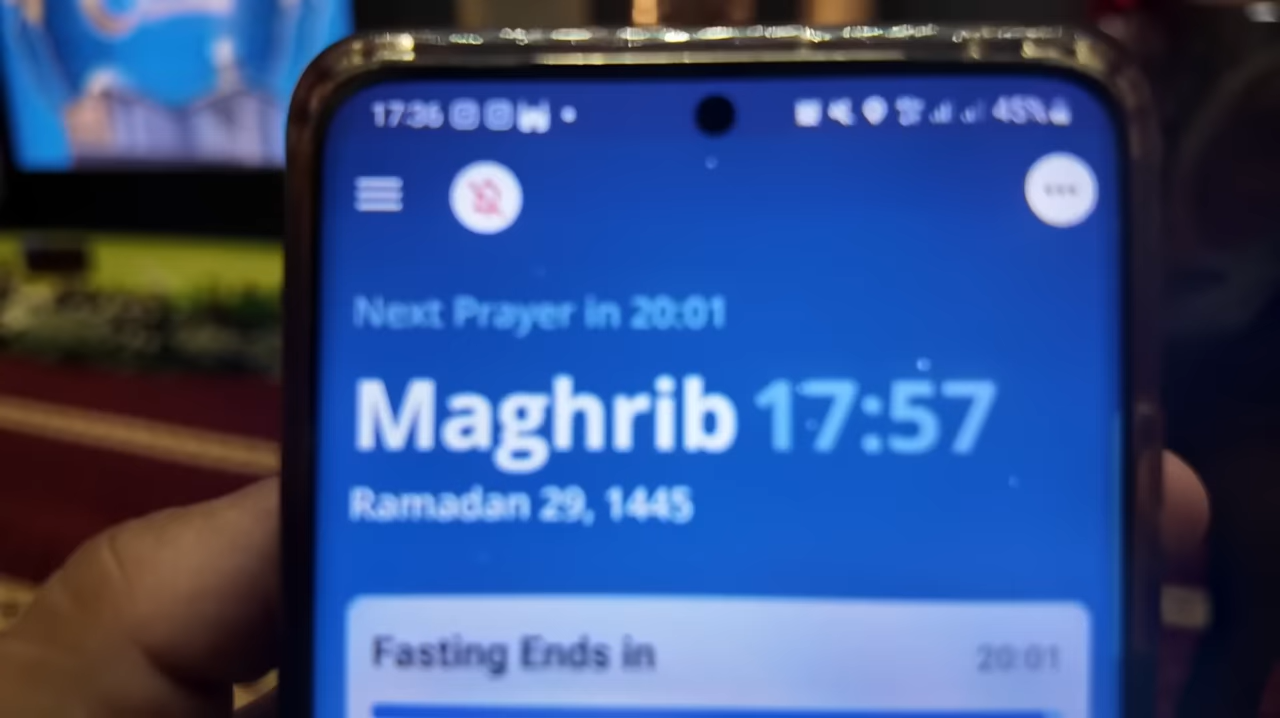 17:36 45%
Next Prayer in 20:01
Maghrib 17:57
Ramadan 29, 1445
Fasting Ends in 20:01